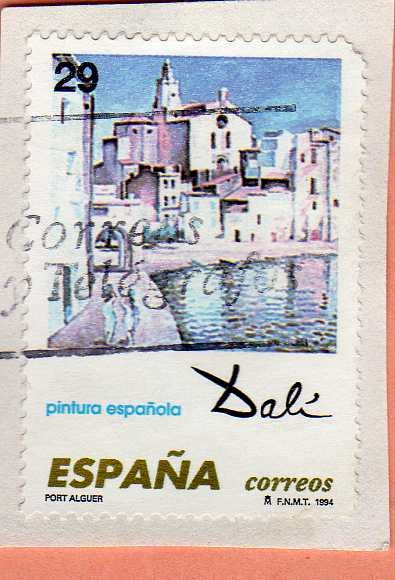 29
Correos
y Telégrafos
pintura española
Dalí
ESPAÑA correos
PORT ALGUER
F.N.M.T. 1994